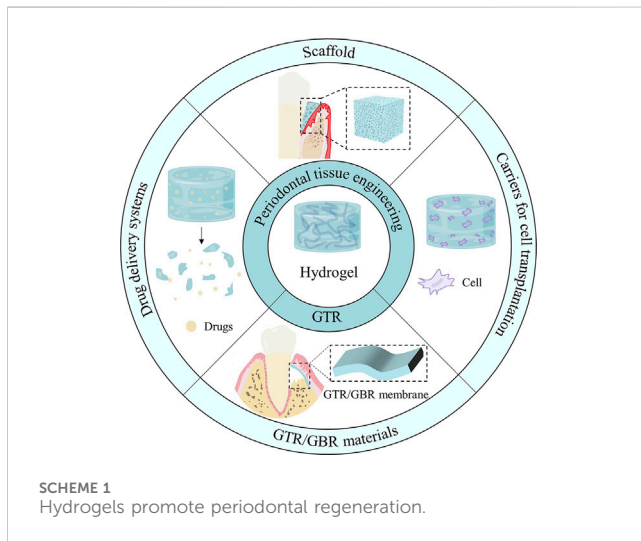 Scaffold
Periodontal tissue engineering
Drug delivery systems
Carriers for cell transplantation
Hydrogel
Cell
Drugs
GTR
GTR/GBR membrane
GTR/GBR materials
SCHEME 1
Hydrogels promote periodontal regeneration.